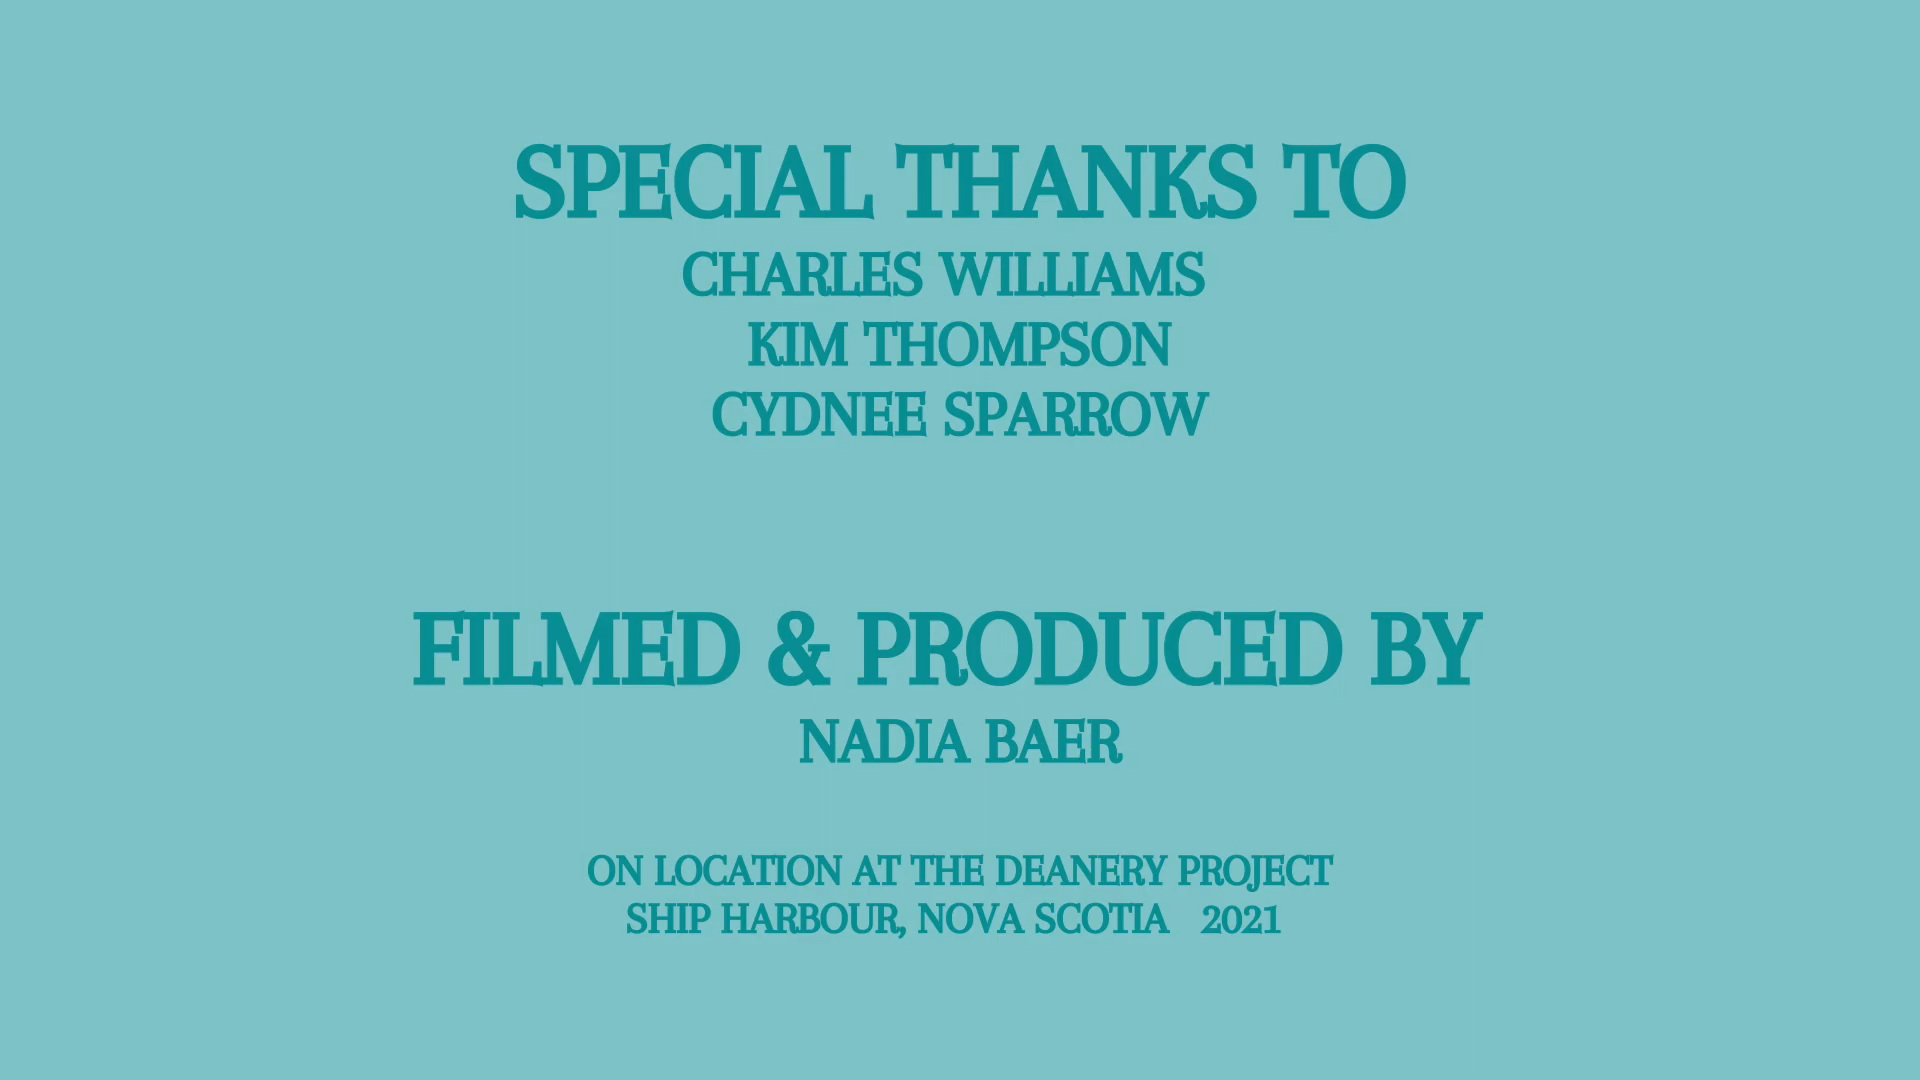 SPECIAL THANKS TO
CHARLES WILLIAMS
KIM THOMPSON
CYDNEE SPARROW
FILMED & PRODUCED BY
NADIA BAER
ON LOCATION AT THE DEANERY PROJECT
SHIP HARBOUR, NOVA SCOTIA 2021